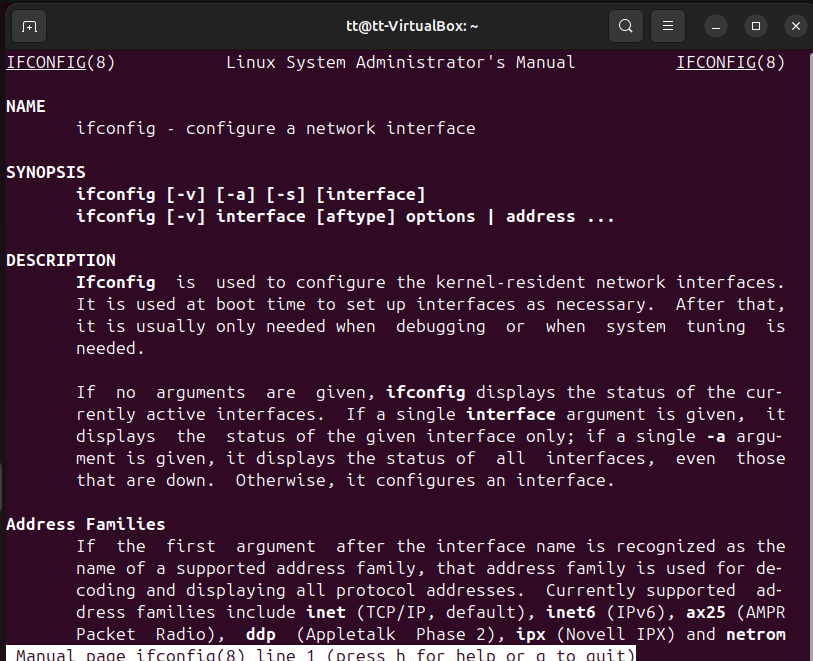 tt@tt-VirtualBox: ~
IFCONFIG(8) Linux System Administrator's Manual IFCONFIG(8)
NAME
ifconfig - configure a network interface
SYNOPSIS
ifconfig [-v] [-a] [-s] [interface]
ifconfig [-v] interface [aftype] options | address ...
DESCRIPTION
Ifconfig is used to configure the kernel-resident network interfaces.
It is used at boot time to set up interfaces as necessary. After that,
it is usually only needed when debugging or when system tuning is
needed.
If no arguments are given, ifconfig displays the status of the cur-
rently active interfaces. If a single interface argument is given, it
displays the status of the given interface only; if a single -a argu-
ment is given, it displays the status of all interfaces, even those
that are down. Otherwise, it configures an interface.
Address Families
If the first argument after the interface name is recognized as the
name of a supported address family, that address family is used for de-
coding and displaying all protocol addresses. Currently supported ad-
dress families include inet (TCP/IP, default), inet6 (IPv6), ax25 (AMPR
Packet Radio), ddp (Appletalk Phase 2), ipx (Novell IPX) and netrom
Manual page ifconfig(8) line 1 (press h for help or q to quit)